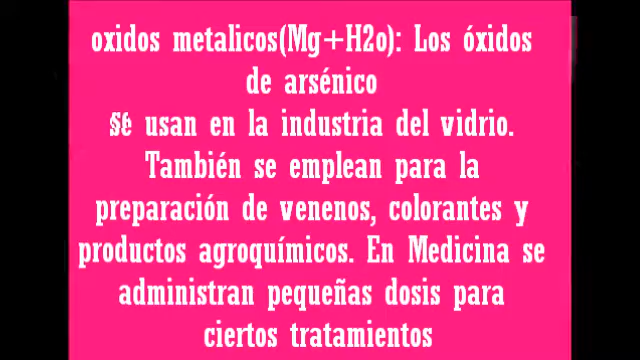 oxidos metalicos(Mg+H2o): Los óxidos
de arsénico
se usan en la industria del vidrio.
También se emplean para la
preparación de venenos, colorantes y
productos agroquímicos. En Medicina se
administran pequeñas dosis para
ciertos tratamientos